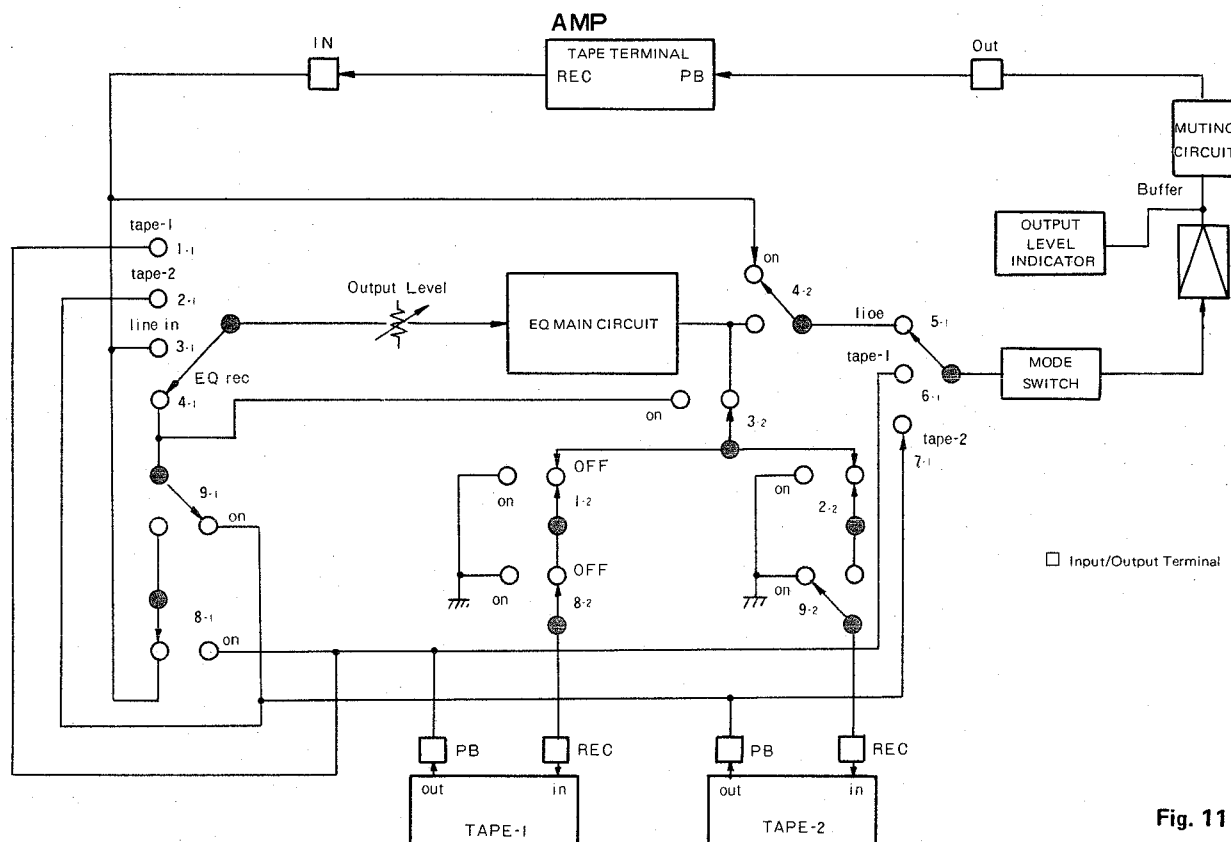 AMP
IN
TAPE TERMINAL
REC PB
Out
MUTING
CIRCUIT
Buffer
OUTPUT
LEVEL
INDICATOR
tape-1
1-1
tape-2
2-1
line in
3-1
EQ rec
4-1
Output Level
EQ MAIN CIRCUIT
on
4-2
lioe
5-1
tape-1
6-1
MODE
SWITCH
tape-2
7-1
on
3-2
9-1
on
8-1
on
OFF
on
1-2
OFF
on
8-2
on
2-2
on
9-2
□ Input/Output Terminal
PB
REC
PB
REC
out in
TAPE-1
out in
TAPE-2
Fig. 11